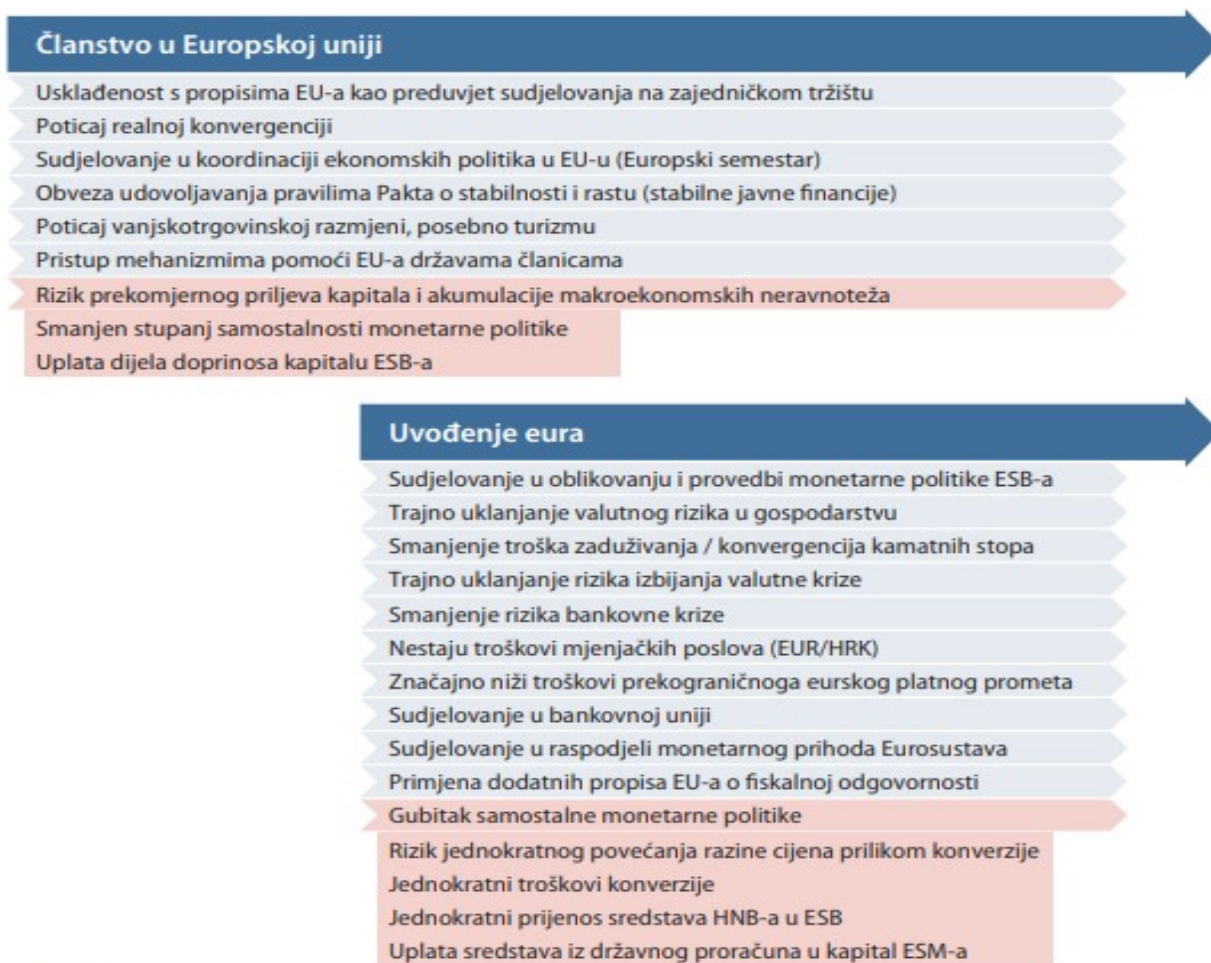 Članstvo u Europskoj uniji
Usklađenost s propisima EU-a kao preduvjet sudjelovanja na zajedničkom tržištu
Poticaj realnoj konvergenciji
Sudjelovanje u koordinaciji ekonomskih politika u EU-u (Europski semestar)
Obveza udovoljavanja pravilima Pakta o stabilnosti i rastu (stabilne javne financije)
Poticaj vanjskotrgovinskoj razmjeni, posebno turizmu
Pristup mehanizmima pomoći EU-a državama članicama
Rizik prekomjernog priljeva kapitala i akumulacije makroekonomskih neravnoteža
Smanjen stupanj samostalnosti monetarne politike
Uplata dijela doprinosa kapitalu ESB-a
Uvođenje eura
Sudjelovanje u oblikovanju i provedbi monetarne politike ESB-a
Trajno uklanjanje valutnog rizika u gospodarstvu
Smanjenje troška zaduživanja / konvergencija kamatnih stopa
Trajno uklanjanje rizika izbijanja valutne krize
Smanjenje rizika bankovne krize
Nestaju troškovi mjenjačkih poslova (EUR/HRK)
Značajno niži troškovi prekograničnoga eurskog platnog prometa
Sudjelovanje u bankovnoj uniji
Sudjelovanje u raspodjeli monetarnog prihoda Eurosustava
Primjena dodatnih propisa EU-a o fiskalnoj odgovornosti
Gubitak samostalne monetarne politike
Rizik jednokratnog povećanja razine cijena prilikom konverzije
Jednokratni troškovi konverzije
Jednokratni prijenos sredstava HNB-a u ESB
Uplata sredstava iz državnog proračuna u kapital ESM-a